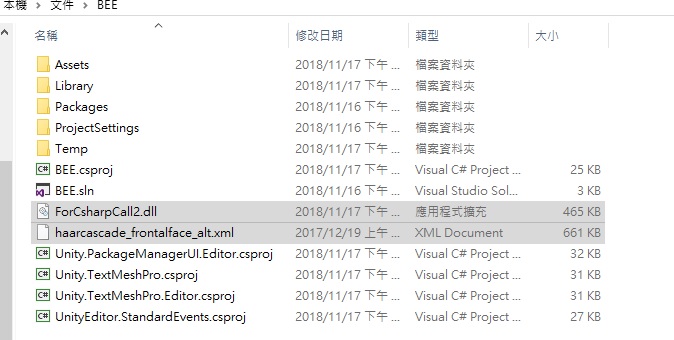 本機 › 文件 › BEE
名稱 修改日期 類型 大小
Assets 2018/11/17 下午 ... 檔案資料夾
Library 2018/11/17 下午 ... 檔案資料夾
Packages 2018/11/16 下午 ... 檔案資料夾
ProjectSettings 2018/11/16 下午 ... 檔案資料夾
Temp 2018/11/17 下午 ... 檔案資料夾
BEE.csproj 2018/11/17 下午 ... Visual C# Project ... 25 KB
BEE.sln 2018/11/16 下午 ... Visual Studio Sol... 3 KB
ForCsharpCall2.dll 2018/11/17 下午 ... 應用程式擴充 465 KB
haarcascade_frontalface_alt.xml 2017/12/19 上午 ... XML Document 661 KB
Unity.PackageManagerUI.Editor.csproj 2018/11/17 下午 ... Visual C# Project ... 32 KB
Unity.TextMeshPro.csproj 2018/11/17 下午 ... Visual C# Project ... 31 KB
Unity.TextMeshPro.Editor.csproj 2018/11/17 下午 ... Visual C# Project ... 31 KB
UnityEditor.StandardEvents.csproj 2018/11/17 下午 ... Visual C# Project ... 27 KB